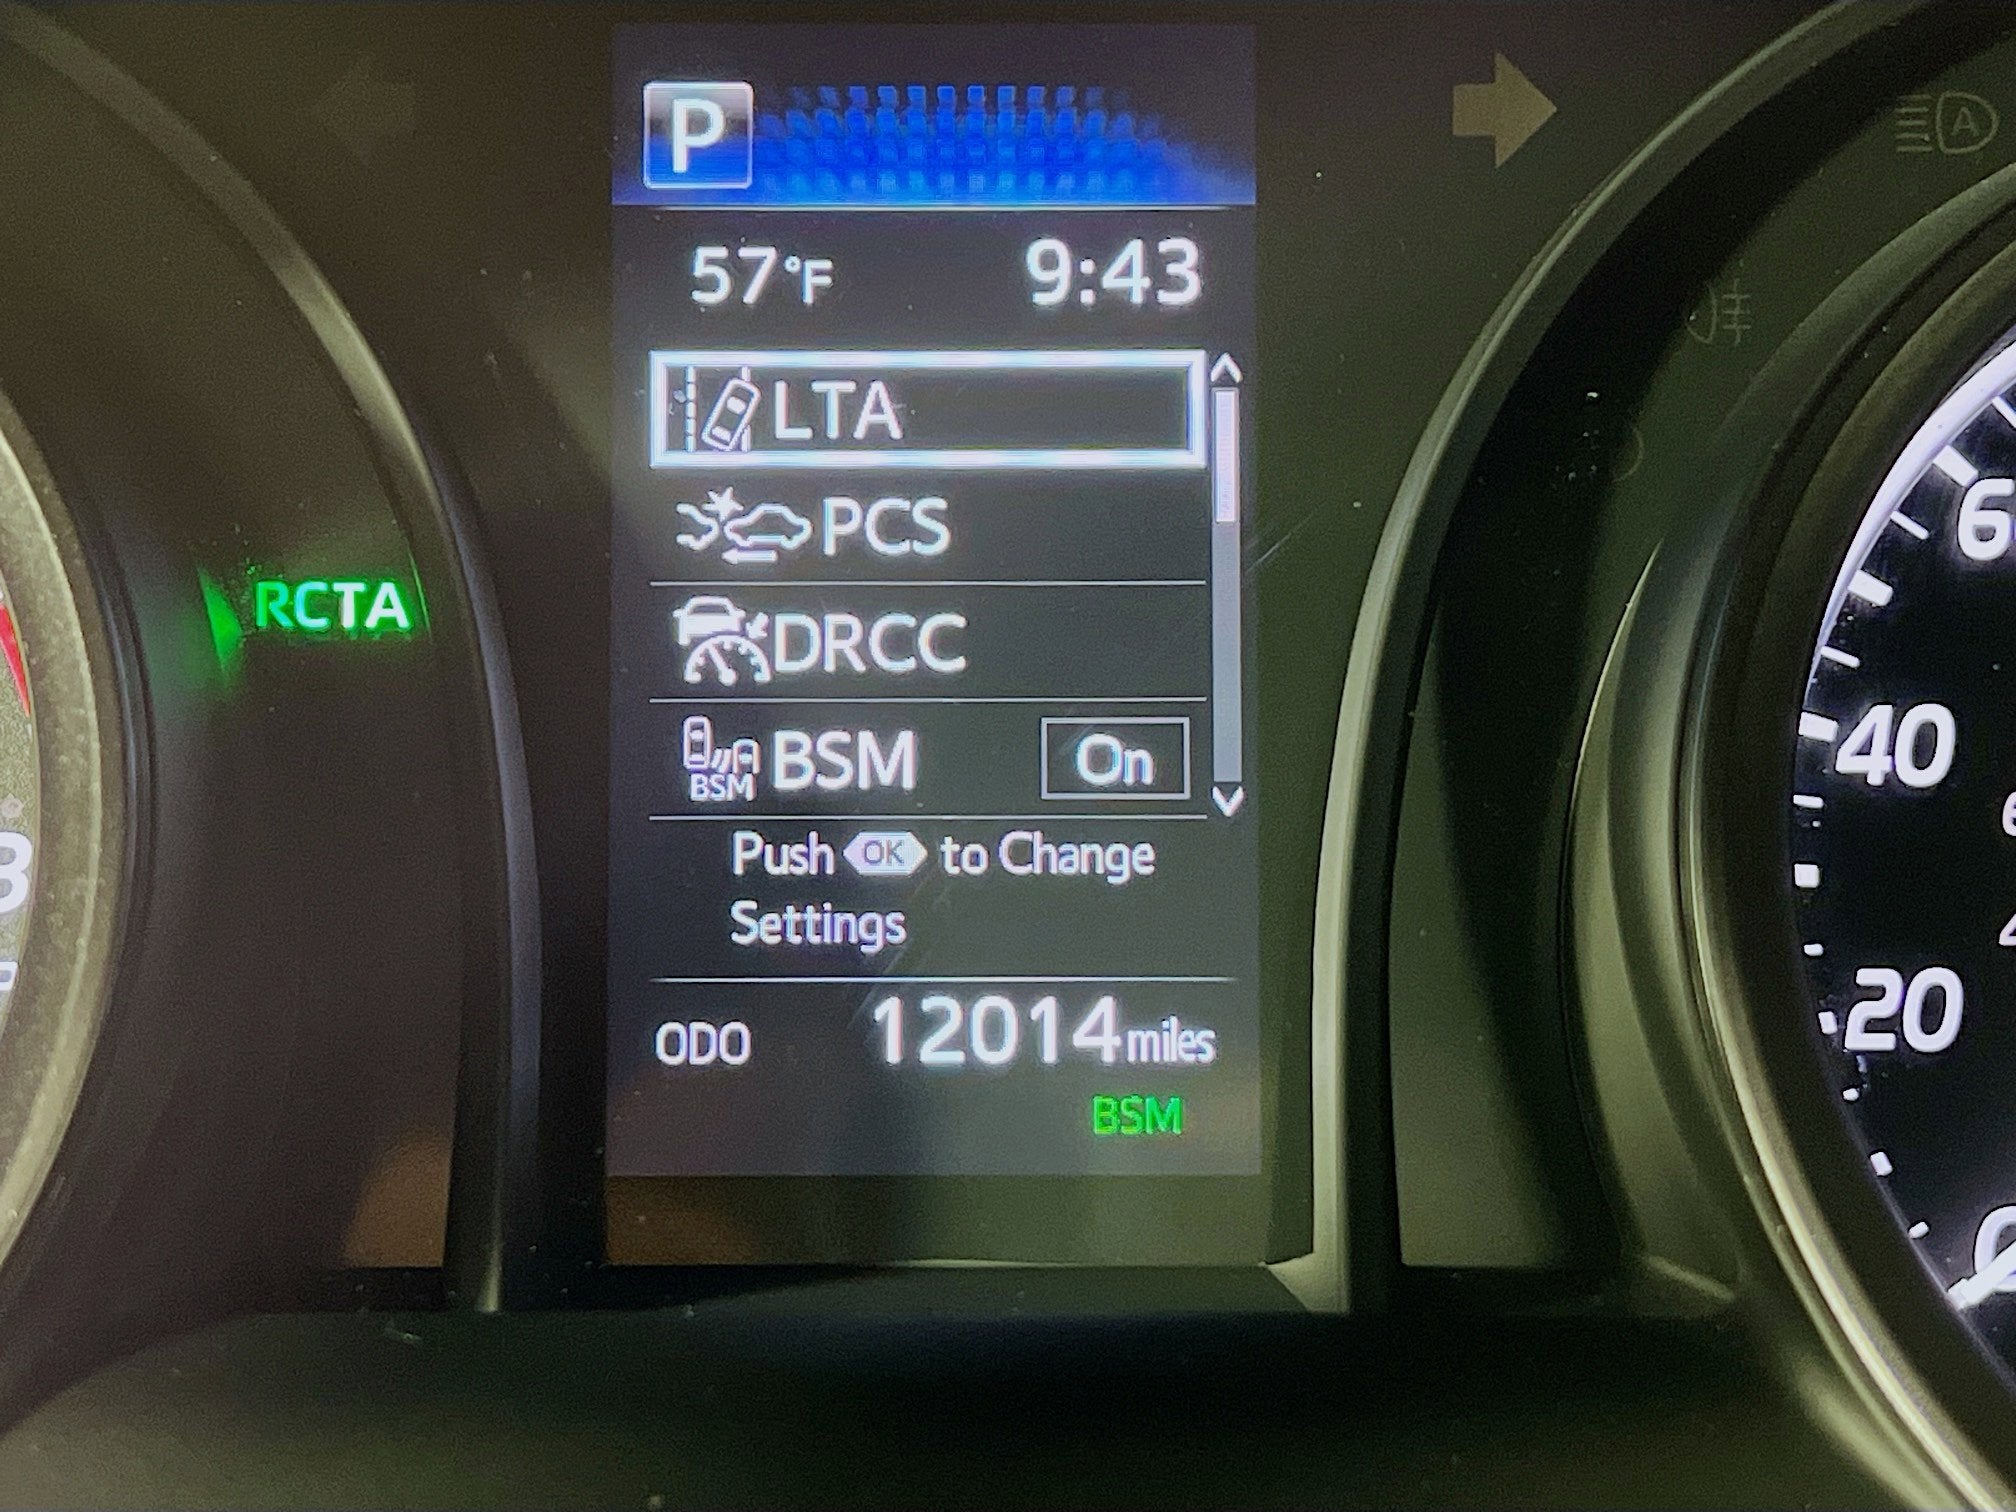 P
57°F 9:43
LTA
PCS
RCTA
DRCC
BSM BSM On
Push OK to Change
Settings
ODO 12014 miles
BSM
A
40
20